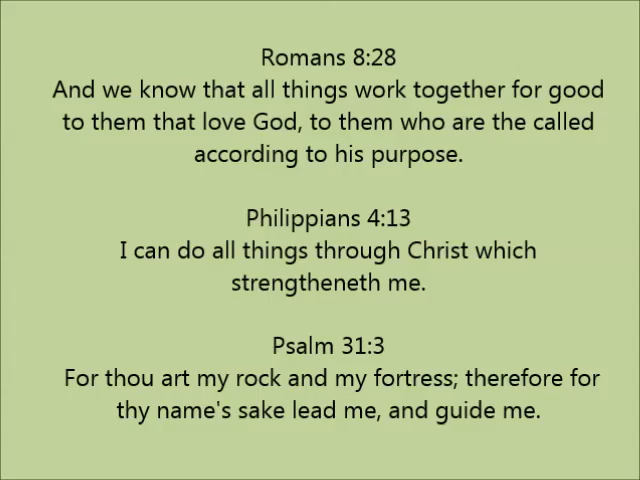 Romans 8:28
And we know that all things work together for good
to them that love God, to them who are the called
according to his purpose.
Philippians 4:13
I can do all things through Christ which
strengtheneth me.
Psalm 31:3
For thou art my rock and my fortress; therefore for
thy name's sake lead me, and guide me.